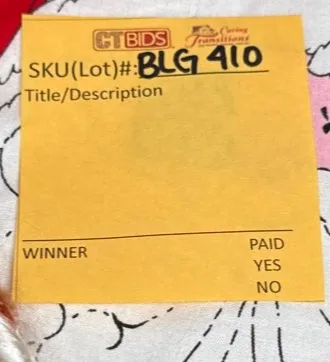 CTBIDS Caring Transitions
SKU(Lot)#:BLG 410
Title/Description
WINNER PAID
YES
NO